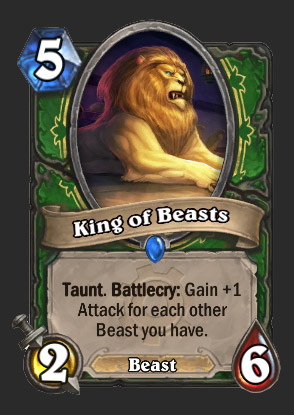 5
King of Beasts
Taunt. Battlecry: Gain +1
Attack for each other
Beast you have.
2
Beast
6